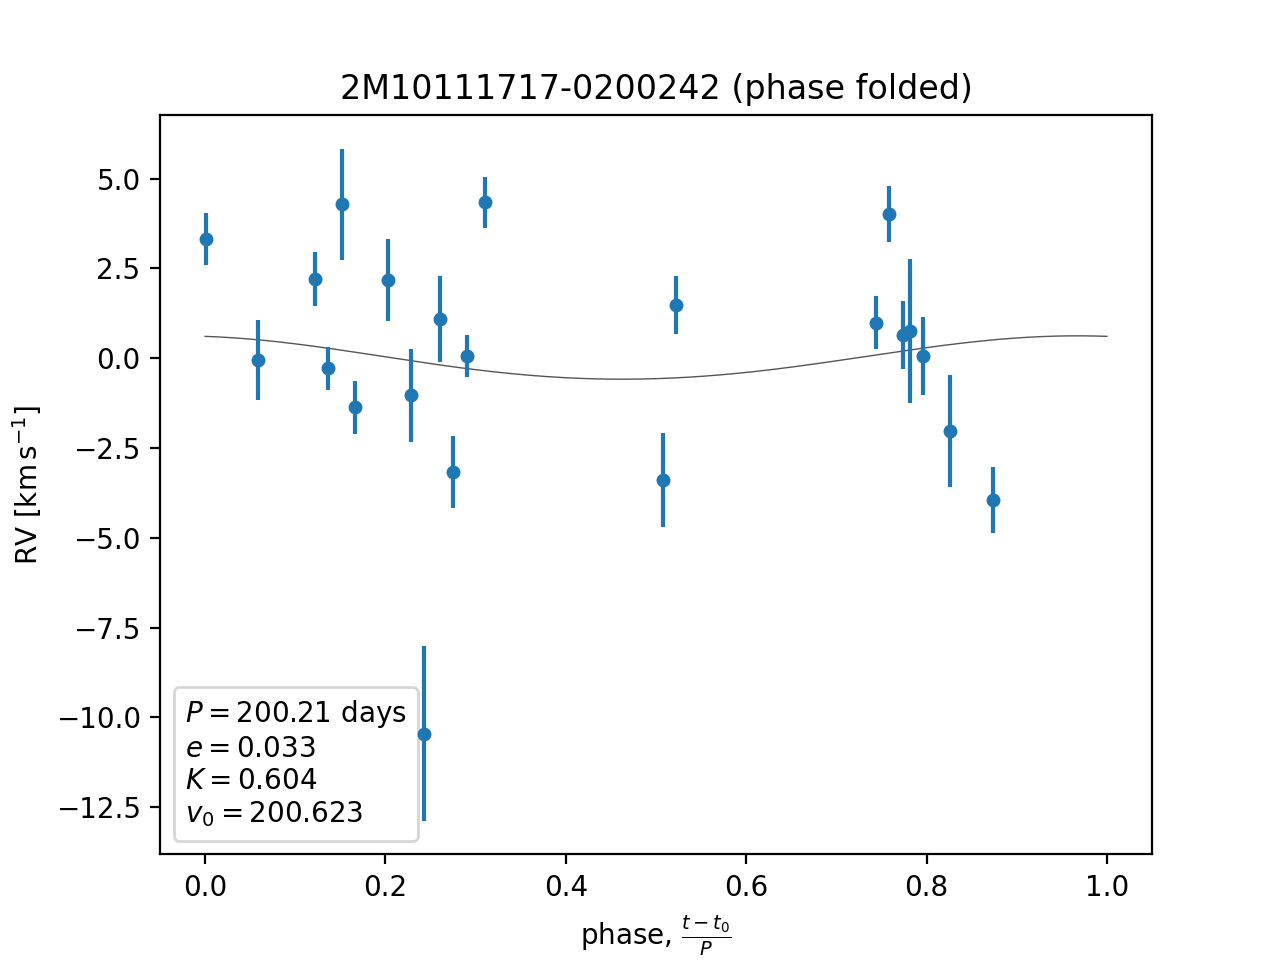 2M10111717-0200242 (phase folded)
5.0
2.5
0.0
−2.5
−5.0
−7.5
−10.0
−12.5
RV [km s⁻¹]
P = 200.21 days
e = 0.033
K = 0.604
v₀ = 200.623
0.0 0.2 0.4 0.6 0.8 1.0
phase, (t − t₀)/P